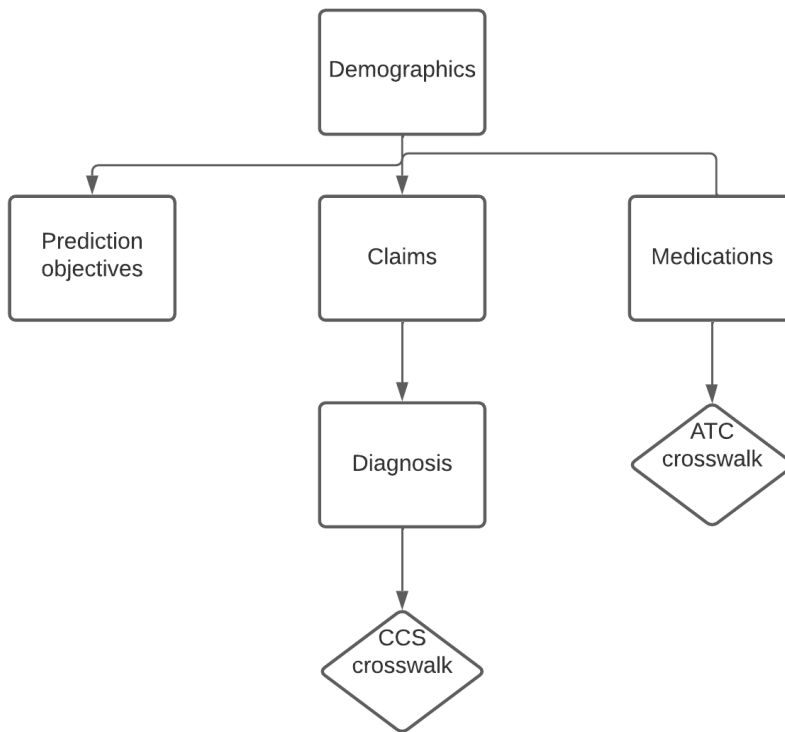 Demographics
Prediction
objectives
Claims
Medications
Diagnosis
ATC
crosswalk
CCS
crosswalk